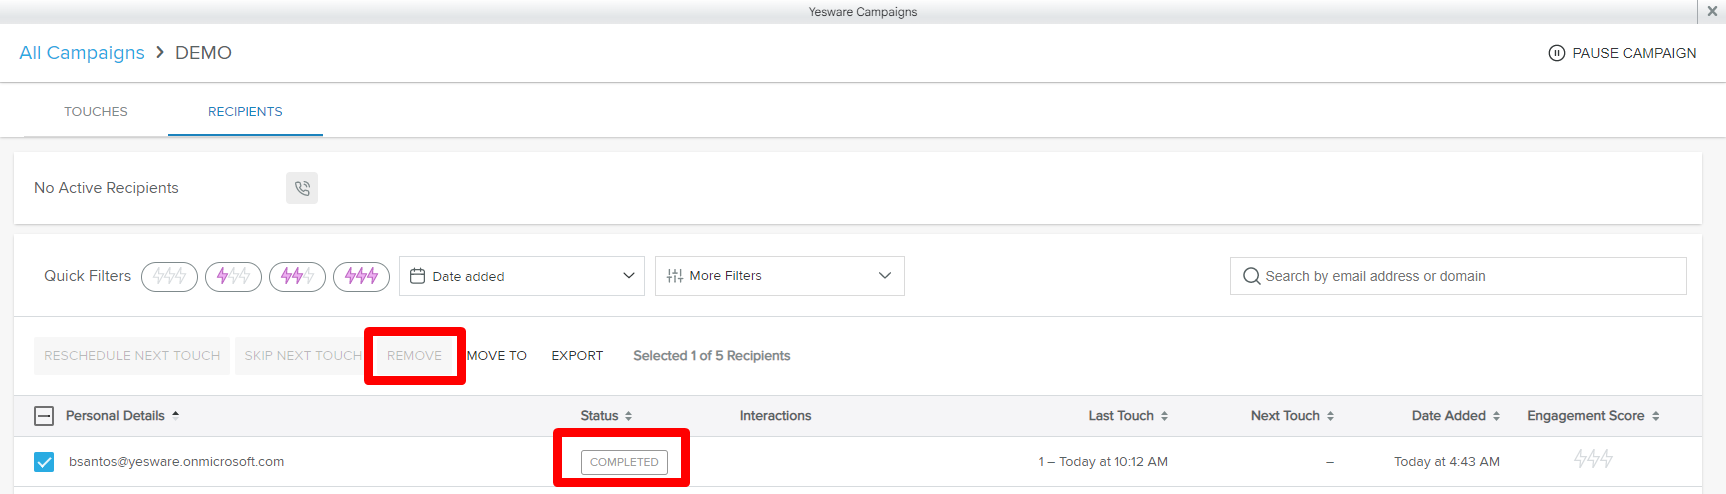 Yesware Campaigns
All Campaigns > DEMO
PAUSE CAMPAIGN
TOUCHES RECIPIENTS
No Active Recipients
Quick Filters Date added More Filters Search by email address or domain
RESCHEDULE NEXT TOUCH SKIP NEXT TOUCH REMOVE MOVE TO EXPORT Selected 1 of 5 Recipients
Personal Details Status Interactions Last Touch Next Touch Date Added Engagement Score
bsantos@yesware.onmicrosoft.com COMPLETED 1 – Today at 10:12 AM – Today at 4:43 AM